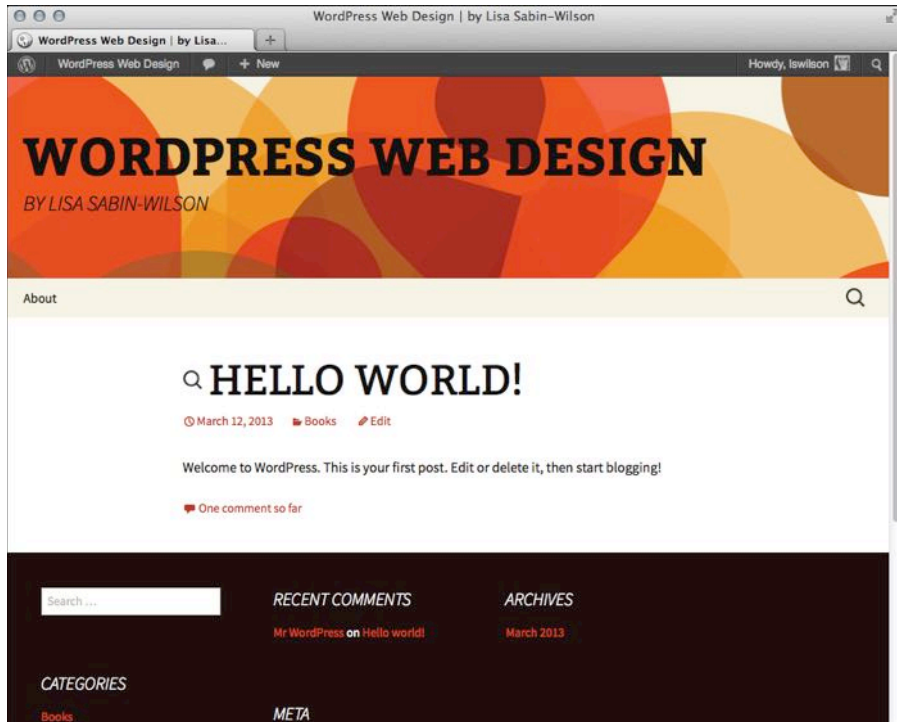 WordPress Web Design | by Lisa Sabin-Wilson
WordPress Web Design | by Lisa...
WordPress Web Design + New Howdy, lswilson
WORDPRESS WEB DESIGN
BY LISA SABIN-WILSON
About
HELLO WORLD!
March 12, 2013 Books Edit
Welcome to WordPress. This is your first post. Edit or delete it, then start blogging!
One comment so far
Search ... RECENT COMMENTS ARCHIVES
Mr WordPress on Hello world! March 2013
CATEGORIES META
Books